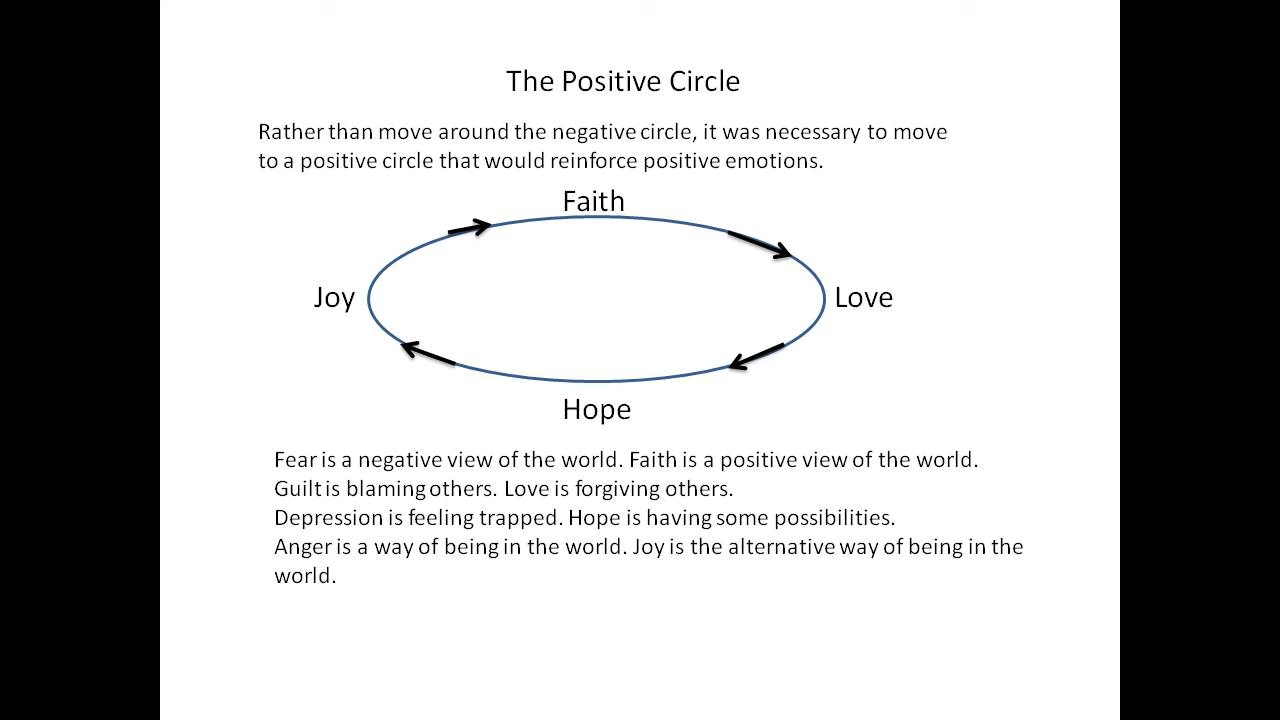 The Positive Circle
Rather than move around the negative circle, it was necessary to move
to a positive circle that would reinforce positive emotions.
Faith
Joy
Love
Hope
Fear is a negative view of the world. Faith is a positive view of the world.
Guilt is blaming others. Love is forgiving others.
Depression is feeling trapped. Hope is having some possibilities.
Anger is a way of being in the world. Joy is the alternative way of being in the
world.